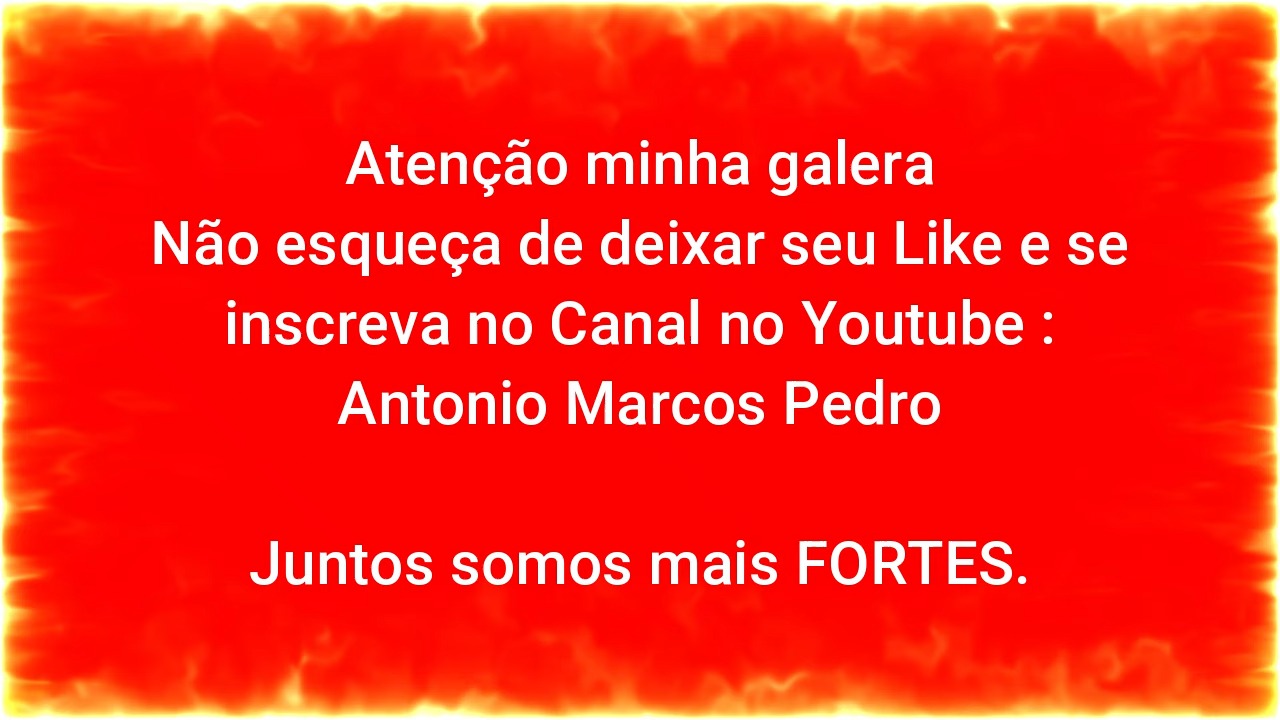 Atenção minha galera
Não esqueça de deixar seu Like e se
inscreva no Canal no Youtube :
Antonio Marcos Pedro
Juntos somos mais FORTES.